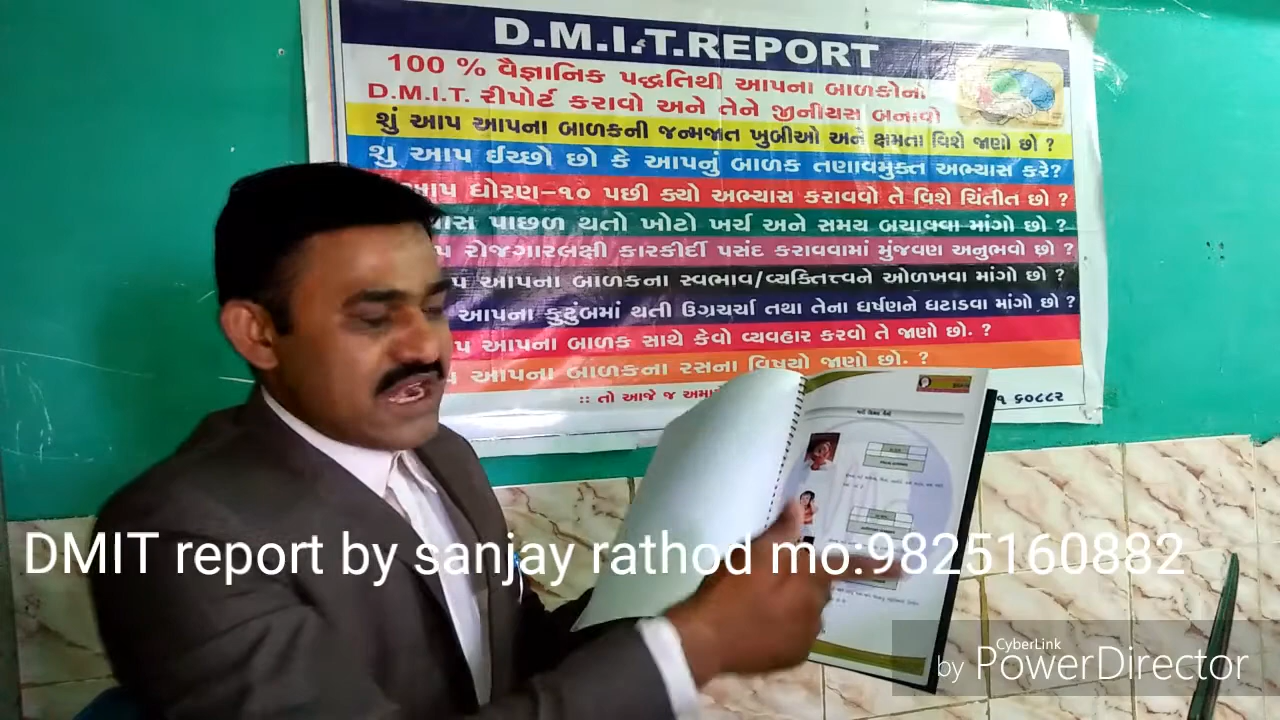 D.M.I.T.REPORT
100 % વૈજ્ઞાનિક પદ્ધતિથી આપના બાળકોનો
D.M.I.T. રીપોર્ટ કરાવો અને તેને જીનીયસ બનાવો
શું આપ આપના બાળકની જન્મજાત ખુબીઓ અને ક્ષમતા વિશે જાણો છો ?
શુ આપ ઈચ્છો છો કે આપનું બાળક તણાવમુક્ત અભ્યાસ કરે?
આપ ધોરણ-૧૦ પછી ક્યો અભ્યાસ કરાવવો તે વિશે ચિંતીત છો ?
પાછળ થતો ખોટો ખર્ચ અને સમય બચાવવા માંગો છો ?
રોજગારલક્ષી કારકીર્દી પસંદ કરાવવામાં મુંજવણ અનુભવો છો ?
આપના બાળકના સ્વભાવ/વ્યક્તિત્ત્વને ઓળખવા માંગો છો ?
આપના કુટુંબમાં થતી ઉગ્રચર્ચા તથા તેના ઘર્ષણને ઘટાડવા માંગો છો ?
આપના બાળક સાથે કેવો વ્યવહાર કરવો તે જાણો છો. ?
આપના બાળકના રસના વિષયો જાણો છો. ?
:: તો આજે જ ૬૦૮૮૨
DMIT report by sanjay rathod mo:9825160882
CyberLink
by PowerDirector